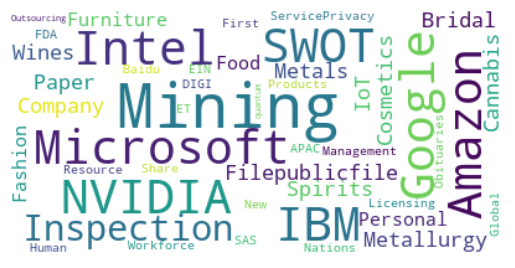 Outsourcing
Furniture
First
ServicePrivacy
Bridal
FDA
Intel
SWOT
Wines
Food
Metals
Baidu
EIN
Paper
DIGI
Products
IoT
Cosmetics
Google
Amazon
Cannabis
Company
Mining
ET
quantum
Obituaries
Microsoft
APAC
Management
Fashion
Resource
Share
Filepublicfile
NVIDIA
Spirits
Licensing
New
IBM
Personal
Global
Inspection
Metallurgy
Human
Workforce
SAS
Nations